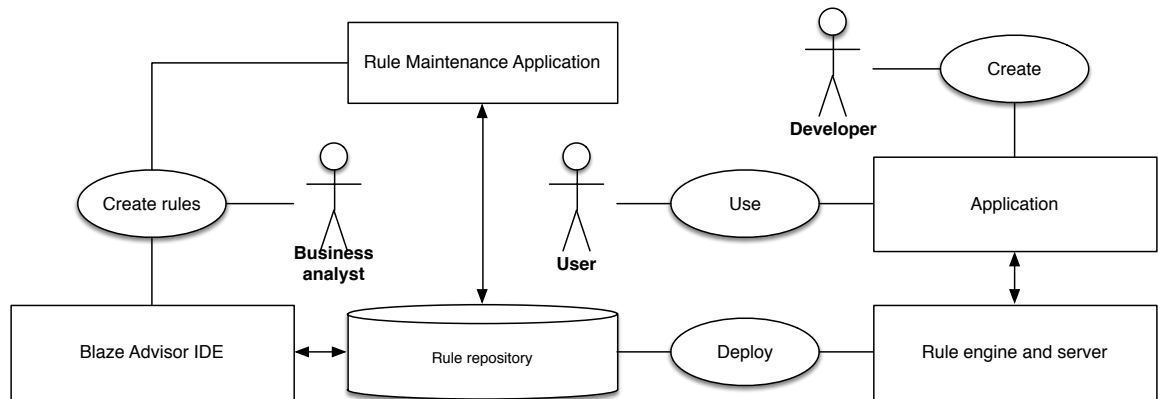 Rule Maintenance Application
Create
Developer
Create rules
Business
analyst
User
Use
Application
Blaze Advisor IDE
Rule repository
Deploy
Rule engine and server